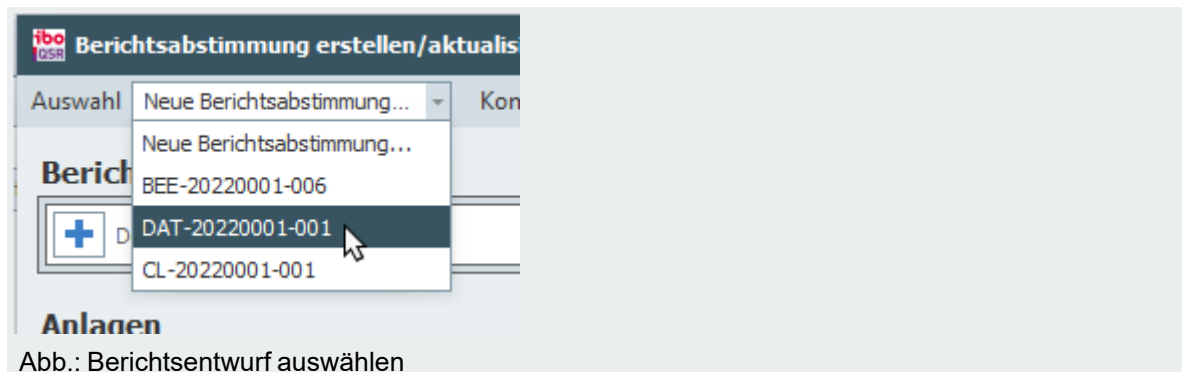 ibo
QSR
Berichtsabstimmung erstellen/aktualis
Auswahl Neue Berichtsabstimmung... Kon
Neue Berichtsabstimmung...
Berich
BEE-20220001-006
D
DAT-20220001-001
CL-20220001-001
Anlagen
Abb.: Berichtsentwurf auswählen